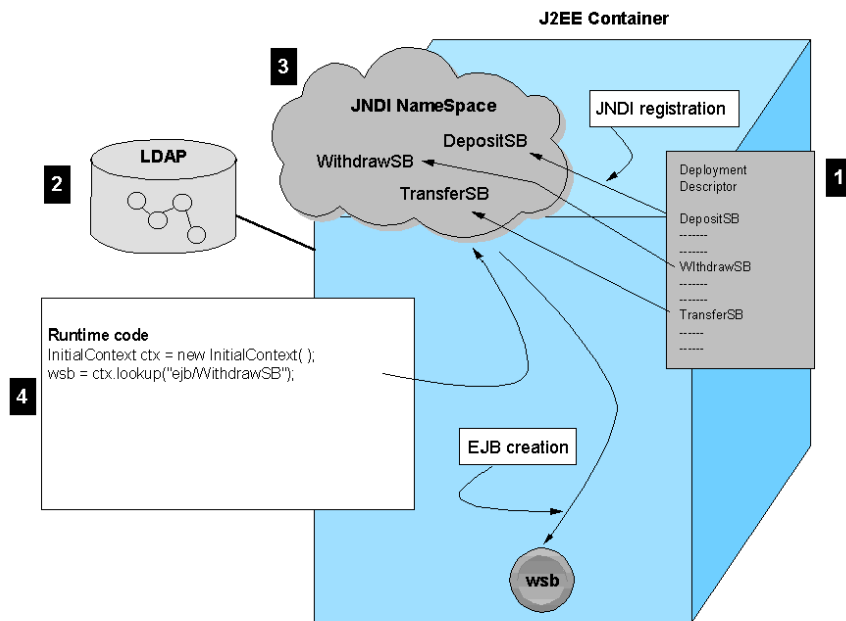 J2EE Container
3
JNDI NameSpace
DepositSB
WithdrawSB
TransferSB
JNDI registration
1
Deployment
Descriptor
DepositSB
-------
-------
WIthdrawSB
-------
-------
TransferSB
------
------
2
LDAP
4
Runtime code
InitialContext ctx = new InitialContext( );
wsb = ctx.lookup("ejb/WithdrawSB");
EJB creation
wsb